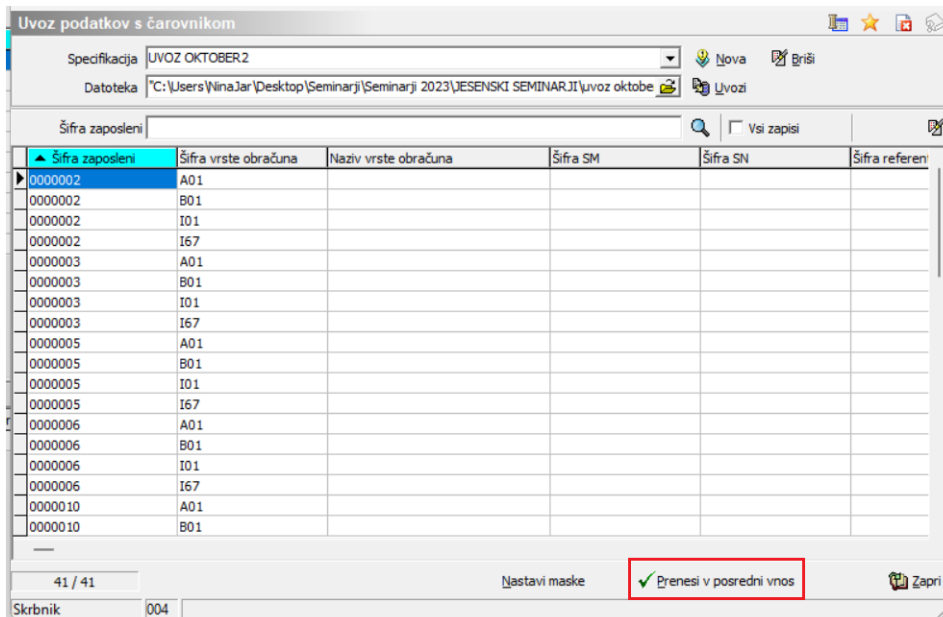 Uvoz podatkov s čarovnikom
Specifikacija UVOZ OKTOBER2 Nova Briši
Datoteka "C:\Users\NinaJar\Desktop\Seminarji\Seminarji 2023\JESENSKI SEMINARJI\uvoz oktobe Uvozi
Šifra zaposleni Vsi zapisi
Šifra zaposleni Šifra vrste obračuna Naziv vrste obračuna Šifra SM Šifra SN Šifra referen
0000002 A01
0000002 B01
0000002 I01
0000002 I67
0000003 A01
0000003 B01
0000003 I01
0000003 I67
0000005 A01
0000005 B01
0000005 I01
0000005 I67
0000006 A01
0000006 B01
0000006 I01
0000006 I67
0000010 A01
0000010 B01
41 / 41 Nastavi maske Prenesi v posredni vnos Zapri
Skrbnik 004